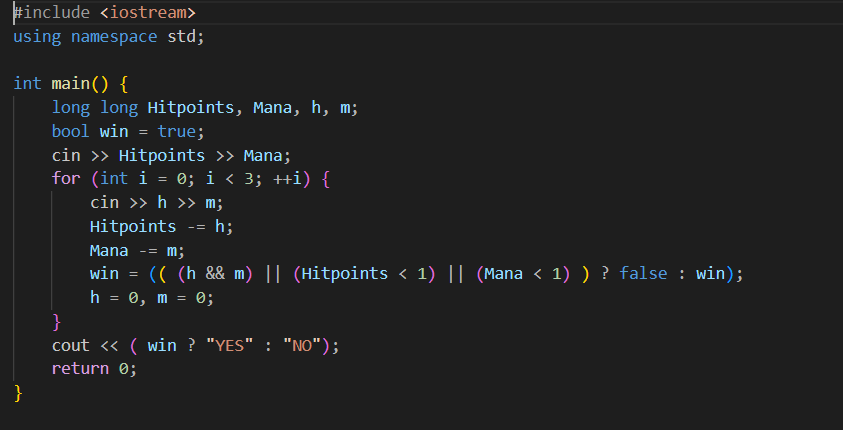 #include <iostream>
using namespace std;

int main() {
    long long Hitpoints, Mana, h, m;
    bool win = true;
    cin >> Hitpoints >> Mana;
    for (int i = 0; i < 3; ++i) {
        cin >> h >> m;
        Hitpoints -= h;
        Mana -= m;
        win = (( (h && m) || (Hitpoints < 1) || (Mana < 1) ) ? false : win);
        h = 0, m = 0;
    }
    cout << ( win ? "YES" : "NO");
    return 0;
}